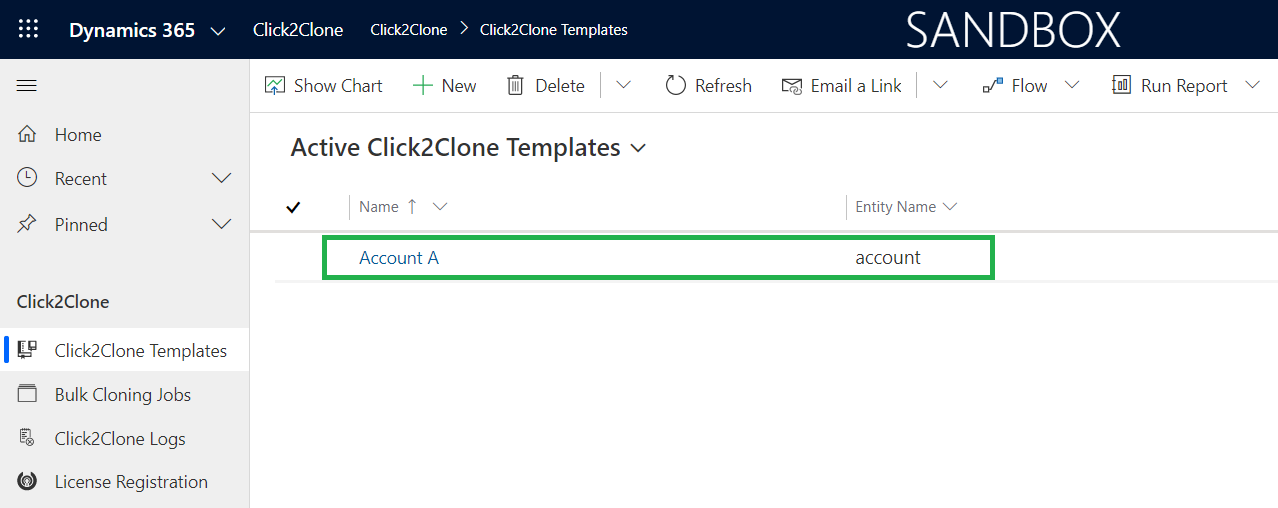 Dynamics 365 Click2Clone Click2Clone Click2Clone Templates SANDBOX
Show Chart New Delete Refresh Email a Link Flow Run Report
Home
Recent
Pinned
Click2Clone
Click2Clone Templates
Bulk Cloning Jobs
Click2Clone Logs
License Registration
Active Click2Clone Templates
Name Entity Name
Account A account